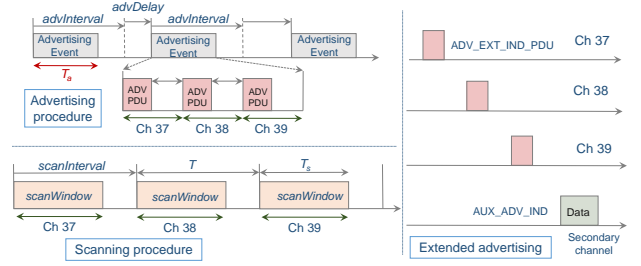 advDelay
advInterval
advInterval
Advertising Event
Advertising Event
Advertising Event
Ta
Advertising procedure
ADV PDU
ADV PDU
ADV PDU
Ch 37
Ch 38
Ch 39
scanInterval
T
Ts
scanWindow
scanWindow
scanWindow
Ch 37
Ch 38
Ch 39
Scanning procedure
ADV_EXT_IND_PDU
Ch 37
Ch 38
Ch 39
AUX_ADV_IND
Data
Secondary channel
Extended advertising